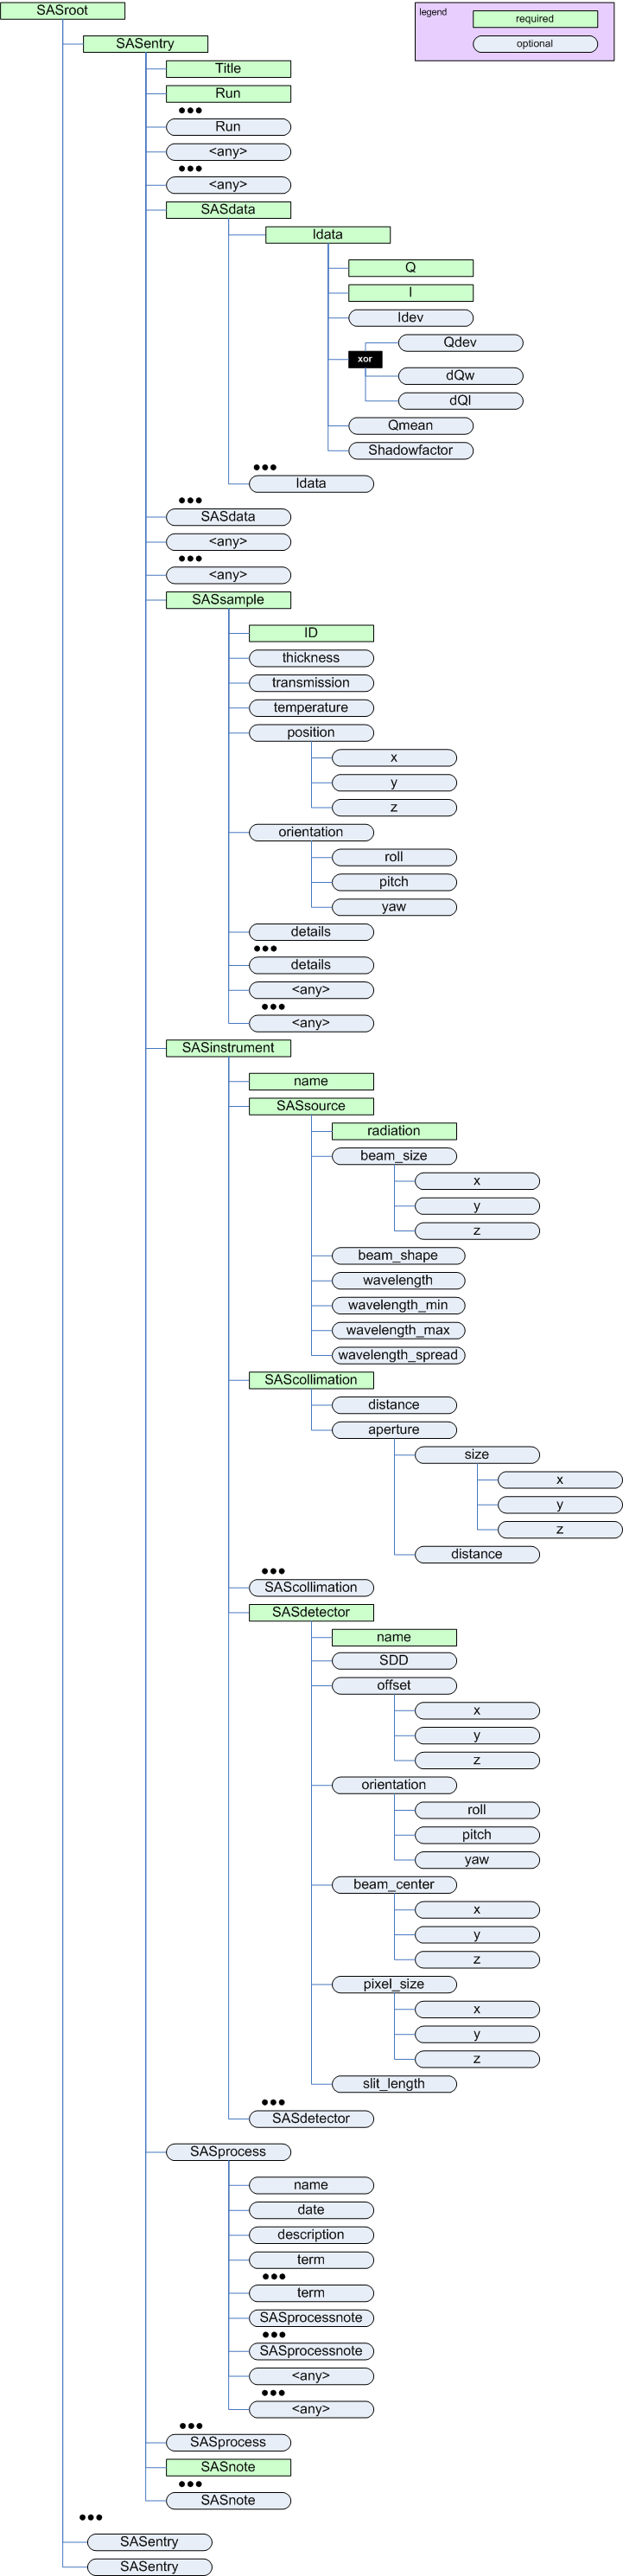 SASroot
legend
required
optional
SASentry
Title
Run
•••
Run
<any>
•••
<any>
SASdata
Idata
Q
I
Idev
Qdev
xor
dQw
dQl
Qmean
Shadowfactor
•••
Idata
•••
SASdata
<any>
•••
<any>
SASsample
ID
thickness
transmission
temperature
position
x
y
z
orientation
roll
pitch
yaw
details
•••
details
<any>
•••
<any>
SASinstrument
name
SASsource
radiation
beam_size
x
y
z
beam_shape
wavelength
wavelength_min
wavelength_max
wavelength_spread
SAScollimation
distance
aperture
size
x
y
z
distance
•••
SAScollimation
SASdetector
name
SDD
offset
x
y
z
orientation
roll
pitch
yaw
beam_center
x
y
z
pixel_size
x
y
z
slit_length
•••
SASdetector
SASprocess
name
date
description
term
•••
term
SASprocessnote
•••
SASprocessnote
<any>
•••
<any>
•••
SASprocess
SASnote
•••
SASnote
•••
SASentry
SASentry